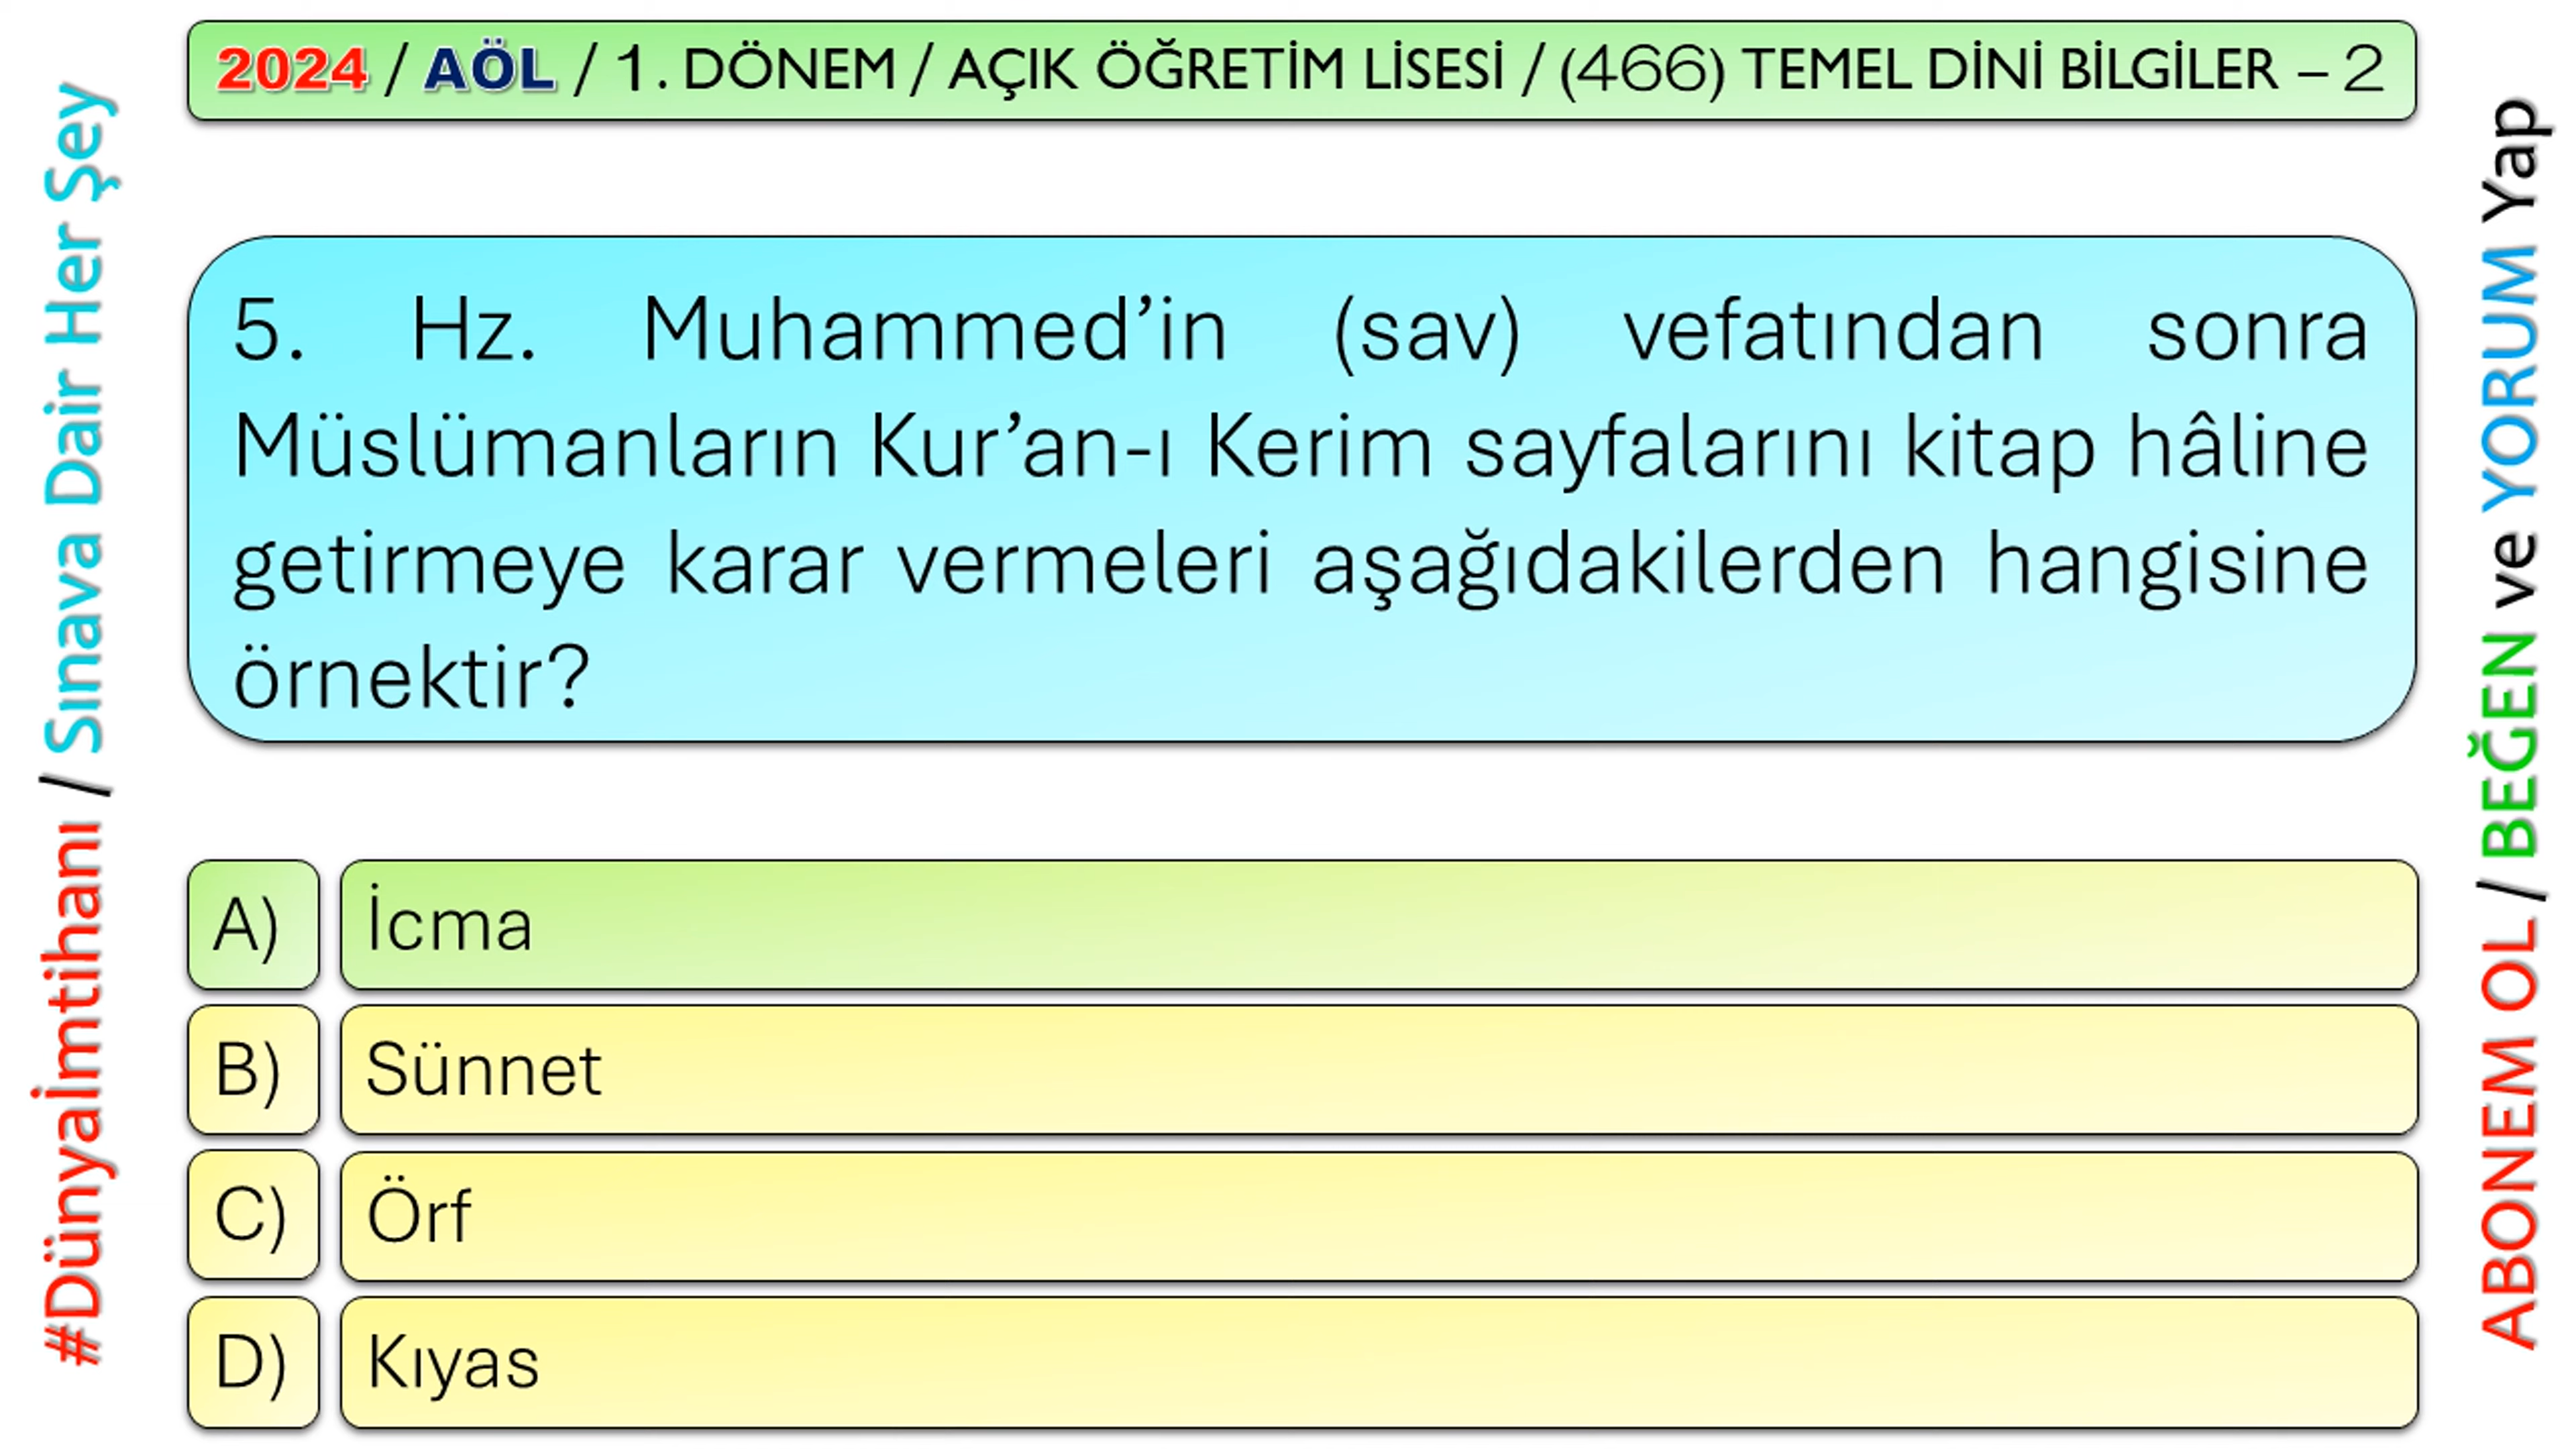 2024 / AÖL / 1. DÖNEM / AÇIK ÖĞRETİM LİSESİ / (466) TEMEL DİNİ BİLGİLER – 2
#Dünyaİmtihanı / Sınava Dair Her Şey
5. Hz. Muhammed’in (sav) vefatından sonra
Müslümanların Kur’an-ı Kerim sayfalarını kitap hâline
getirmeye karar vermeleri aşağıdakilerden hangisine
örnektir?
A) İcma
B) Sünnet
C) Örf
D) Kıyas
ABONEM OL / BEĞEN ve YORUM Yap